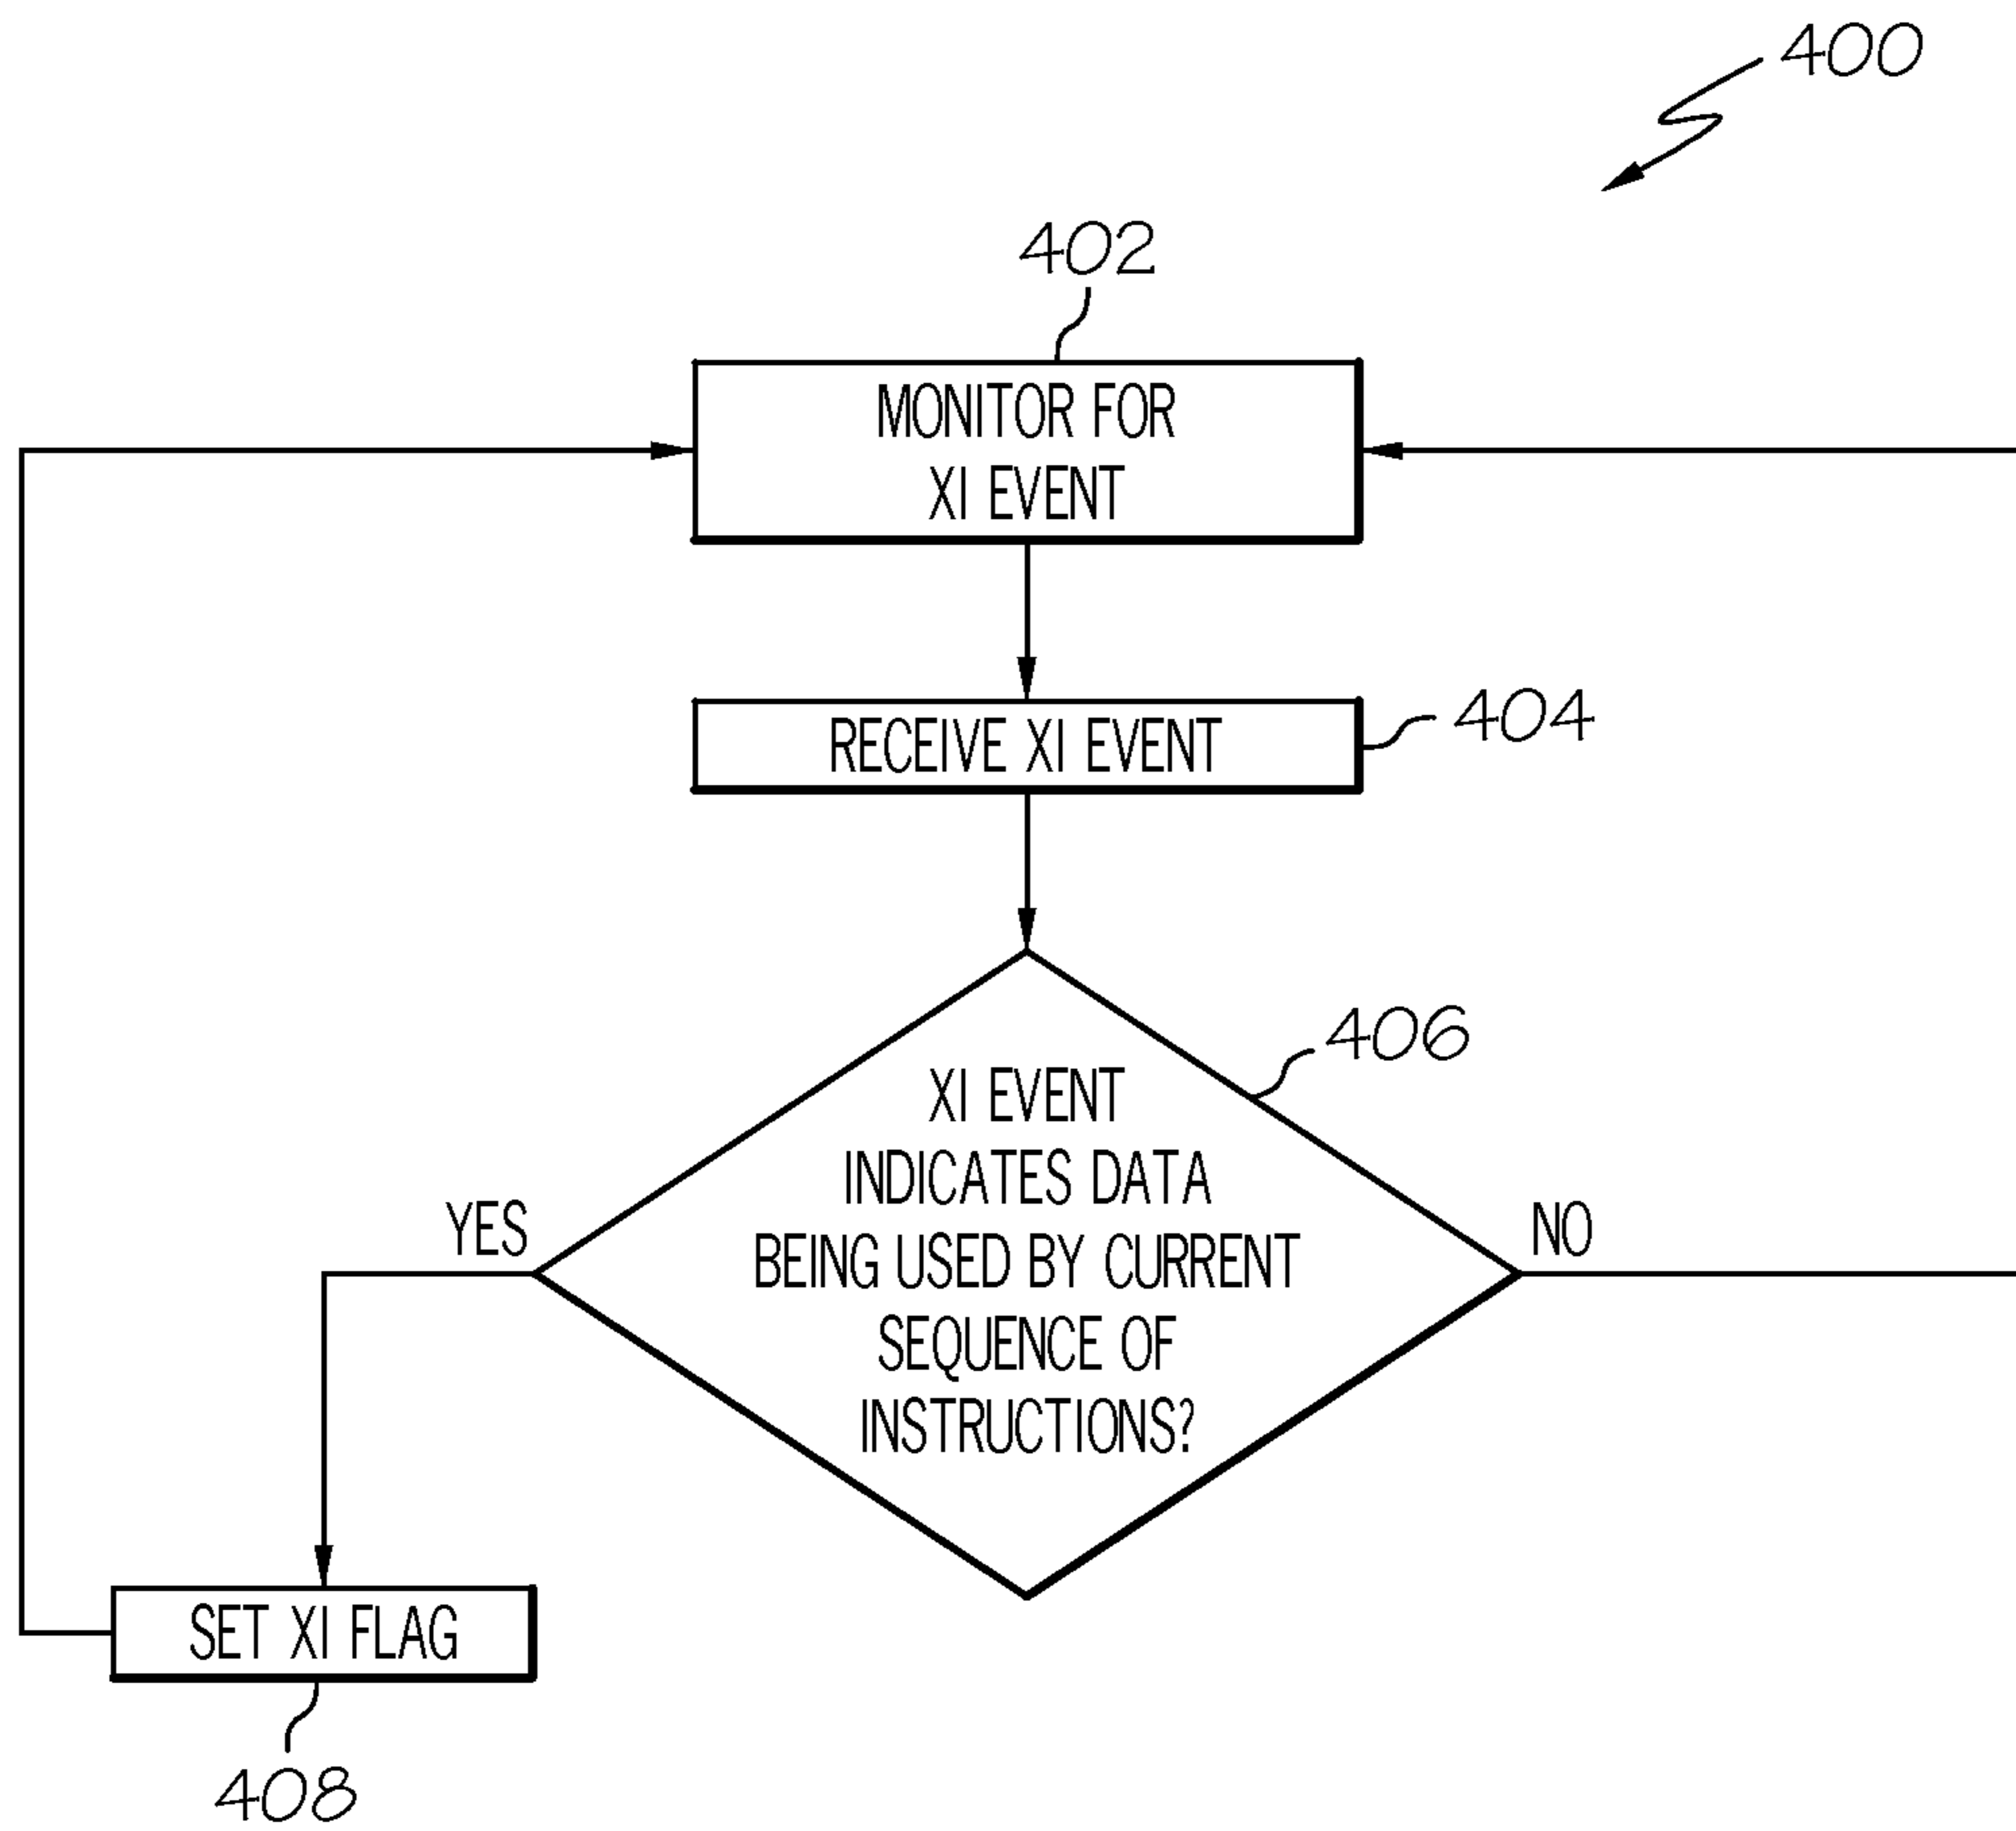 400
402
MONITOR FOR
XI EVENT
RECEIVE XI EVENT
404
406
XI EVENT
INDICATES DATA
BEING USED BY CURRENT
SEQUENCE OF
INSTRUCTIONS?
YES
NO
SET XI FLAG
408